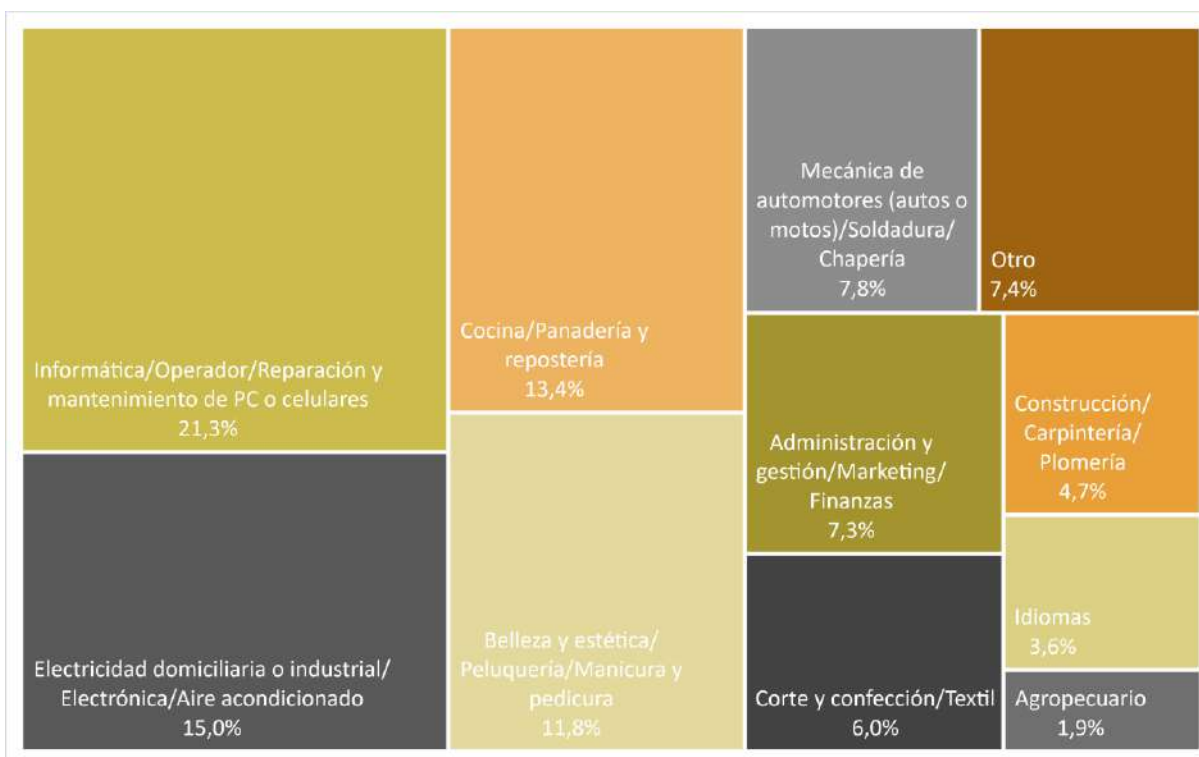 Informática/Operador/Reparación y
mantenimiento de PC o celulares
21,3%
Electricidad domiciliaria o industrial/
Electrónica/Aire acondicionado
15,0%
Cocina/Panadería y
repostería
13,4%
Belleza y estética/
Peluquería/Manicura y
pedicura
11,8%
Mecánica de
automotores (autos o
motos)/Soldadura/
Chapería
7,8%
Otro
7,4%
Administración y
gestión/Marketing/
Finanzas
7,3%
Corte y confección/Textil
6,0%
Construcción/
Carpintería/
Plomería
4,7%
Idiomas
3,6%
Agropecuario
1,9%